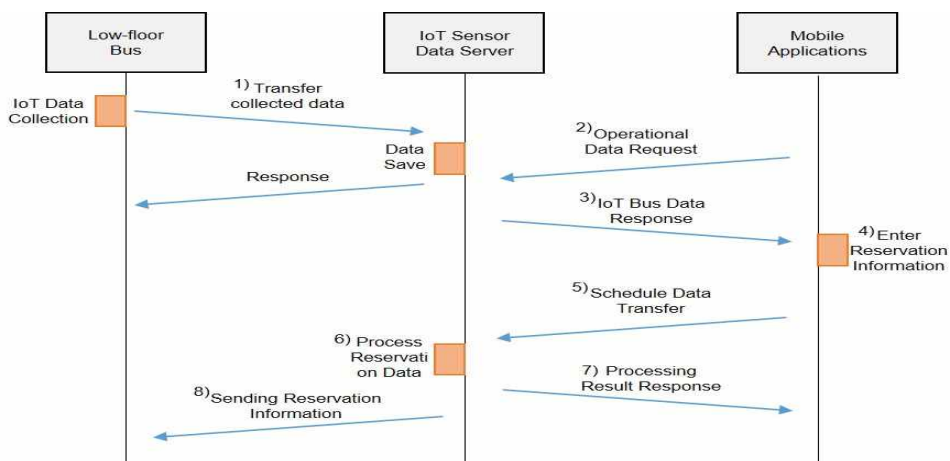 Low-floor
Bus
IoT Sensor
Data Server
Mobile
Applications
IoT Data
Collection
1) Transfer
collected data
Data
Save
Response
2) Operational
Data Request
3) IoT Bus Data
Response
4) Enter
Reservation
Information
5) Schedule Data
Transfer
6) Process
Reservati
on Data
7) Processing
Result Response
8) Sending Reservation
Information